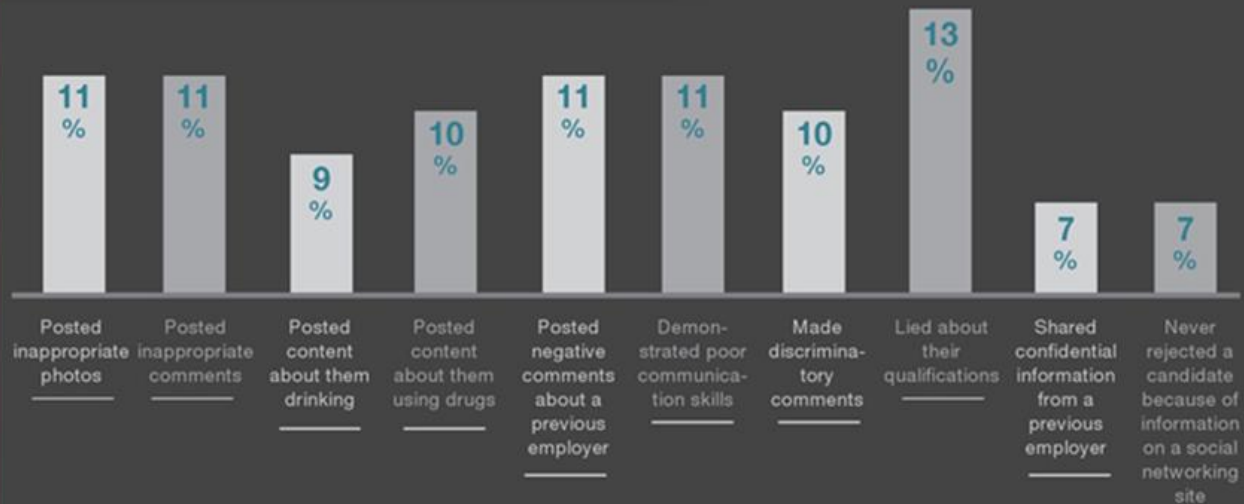 11
%
11
%
9
%
10
%
11
%
11
%
10
%
13
%
7
%
7
%
Posted
inappropriate
photos
Posted
inappropriate
comments
Posted
content
about them
drinking
Posted
content
about them
using drugs
Posted
negative
comments
about a
previous
employer
Demon-
strated poor
communica-
tion skills
Made
discrimina-
tory
comments
Lied about
their
qualifications
Shared
confidential
information
from a
previous
employer
Never
rejected a
candidate
because of
information
on a social
networking
site